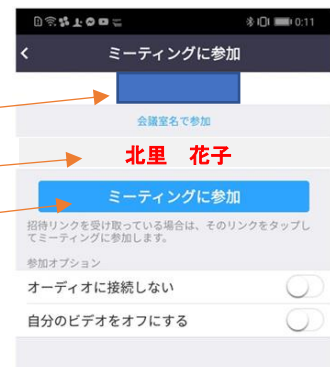 0:11
ミーティングに参加
会議室名で参加
北里 花子
ミーティングに参加
招待リンクを受け取っている場合は、そのリンクをタップし
てミーティングに参加します。
参加オプション
オーディオに接続しない
自分のビデオをオフにする